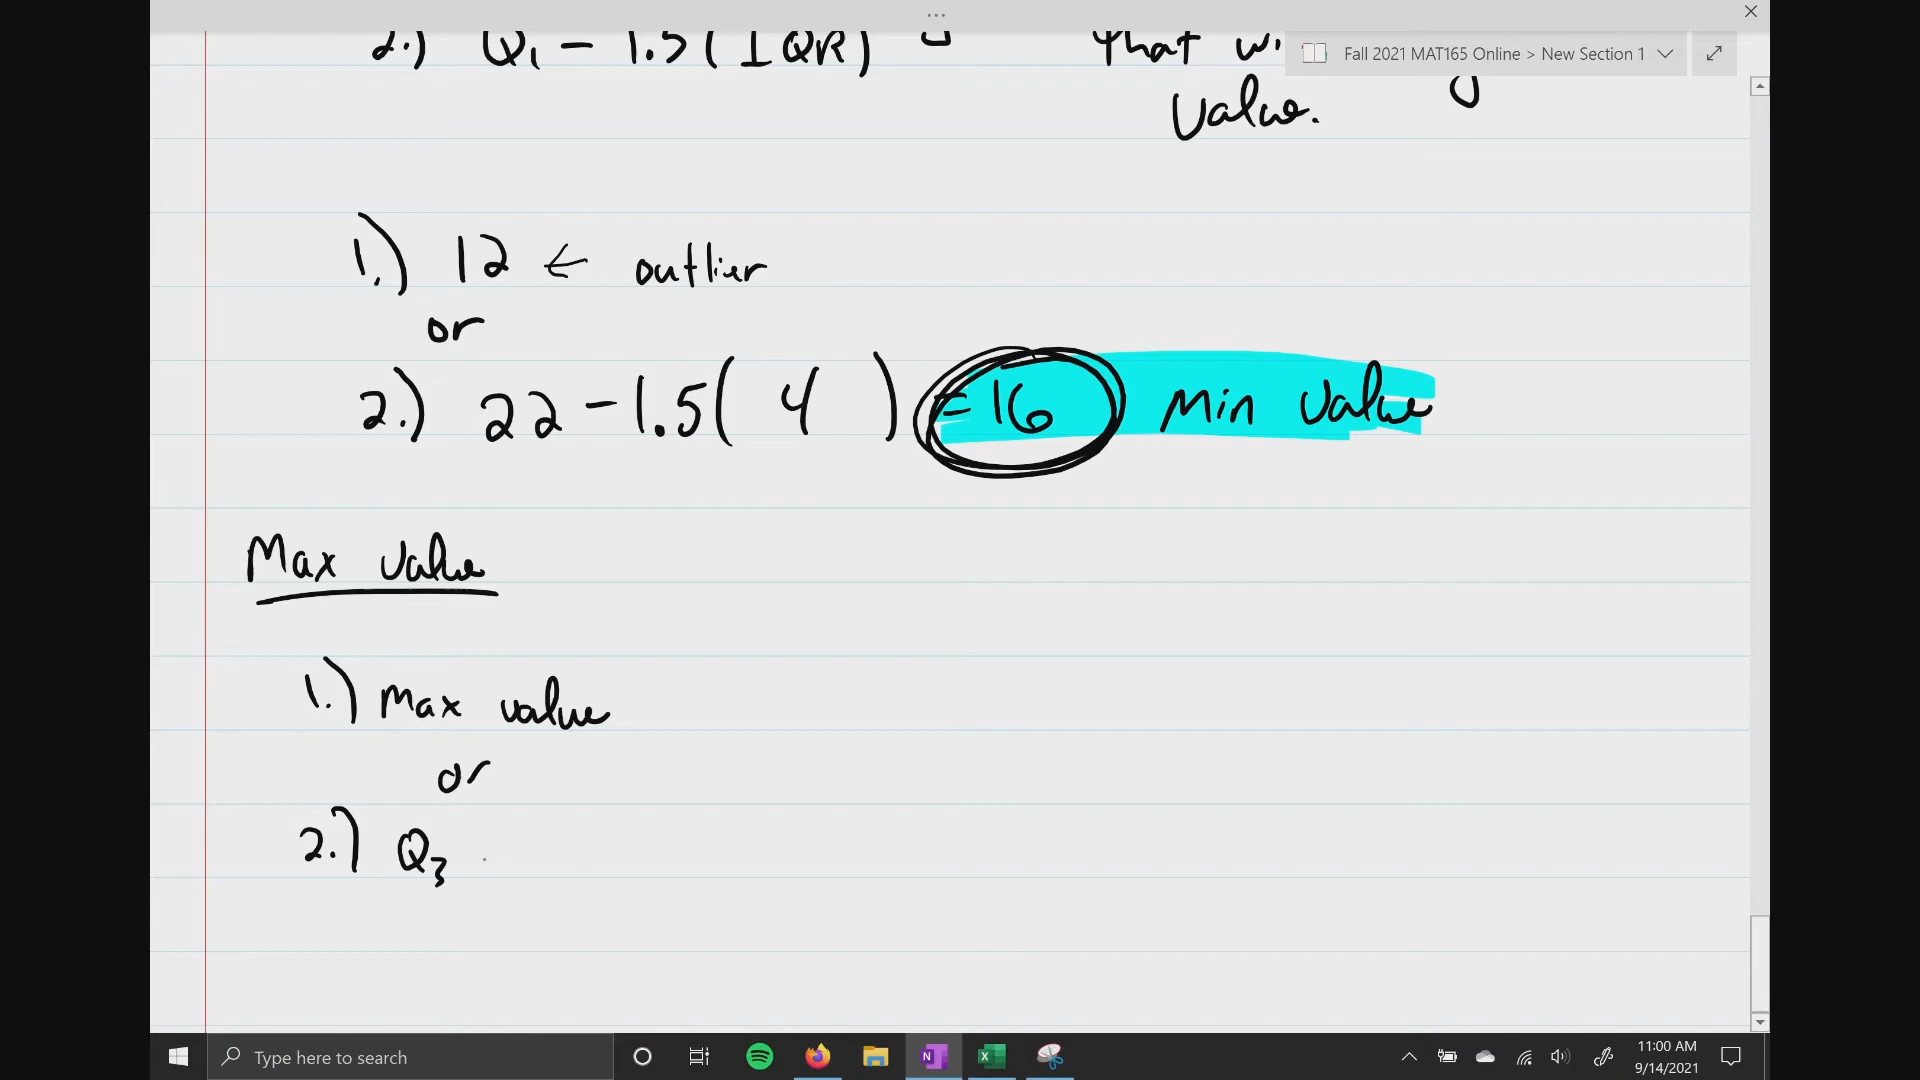 2.) Q1 - 1.5(IQR)
that
Fall 2021 MAT165 Online > New Section 1
Value.
1.) 12 ← outlier
or
2.) 22 - 1.5( 4 ) = 16 Min Value
Max Value
1.) Max value
or
2.) Q3
Type here to search
11:00 AM
9/14/2021